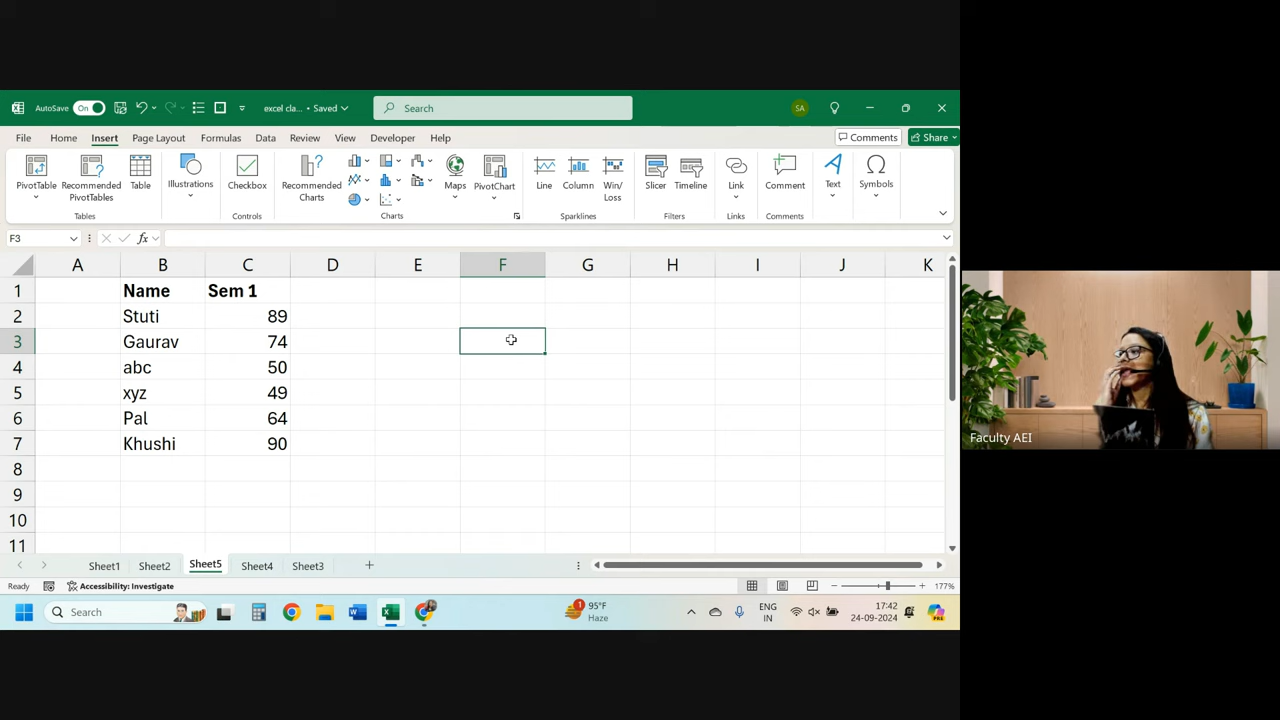 AutoSave On excel cla... • Saved Search SA
File Home Insert Page Layout Formulas Data Review View Developer Help Comments Share
PivotTable Recommended PivotTables Table Illustrations Checkbox Recommended Charts Maps PivotChart Line Column Win/Loss Slicer Timeline Link Comment Text Symbols
Tables Controls Charts Sparklines Filters Links Comments
F3 fx
A B C D E F G H I J K
1 Name Sem 1
2 Stuti 89
3 Gaurav 74
4 abc 50
5 xyz 49
6 Pal 64
7 Khushi 90
8
9
10
11
Faculty AEI
Sheet1 Sheet2 Sheet5 Sheet4 Sheet3 +
Ready Accessibility: Investigate 177%
Search 1 95°F Haze ENG IN 17:42 24-09-2024 PRE